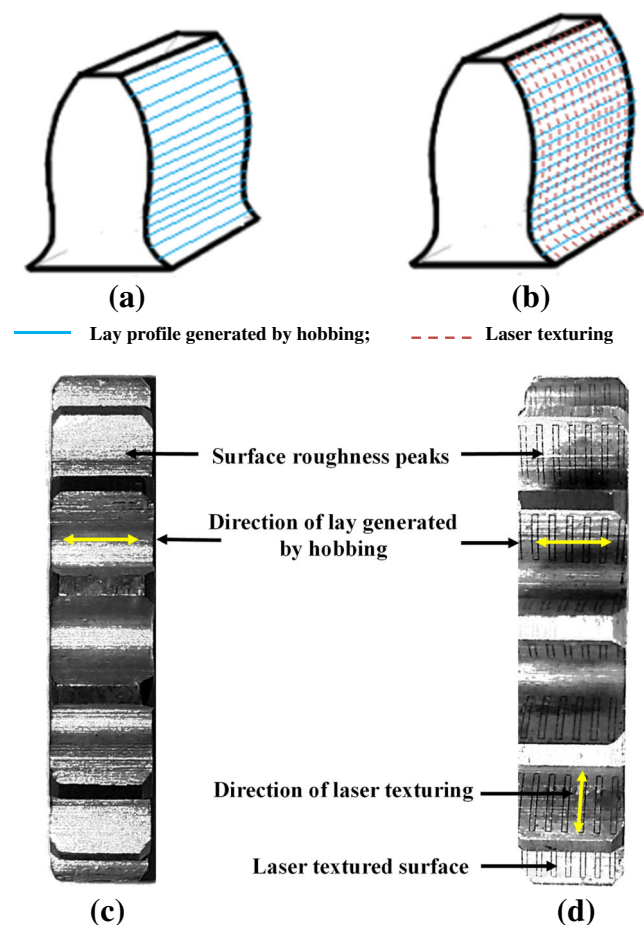 (a) (b)
Lay profile generated by hobbing; Laser texturing
Surface roughness peaks
Direction of lay generated
by hobbing
Direction of laser texturing
Laser textured surface
(c) (d)